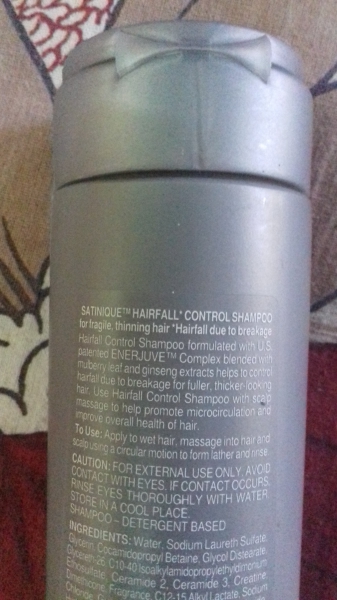 SATINIQUE™ HAIRFALL* CONTROL SHAMPOO
for fragile, thinning hair *Hairfall due to breakage
Hairfall Control Shampoo formulated with U.S.
patented ENERJUVE™ Complex blended with
mulberry leaf and ginseng extracts helps to control
hairfall due to breakage for fuller, thicker-looking
hair. Use Hairfall Control Shampoo with scalp
massage to help promote microcirculation and
improve overall health of hair.
To Use: Apply to wet hair, massage into hair and
scalp using a circular motion to form lather and rinse.
CAUTION: FOR EXTERNAL USE ONLY. AVOID
CONTACT WITH EYES. IF CONTACT OCCURS,
RINSE EYES THOROUGHLY WITH WATER.
STORE IN A COOL PLACE.
SHAMPOO – DETERGENT BASED
INGREDIENTS: Water, Sodium Laureth Sulfate,
Glycerin, Cocamidopropyl Betaine, Glycol Distearate,
Ethosulfate, Ceramide 2, Ceramide 3, Creatine,
Dimethicone, Fragrance, C12-15 Alkyl Lactate, Sodium